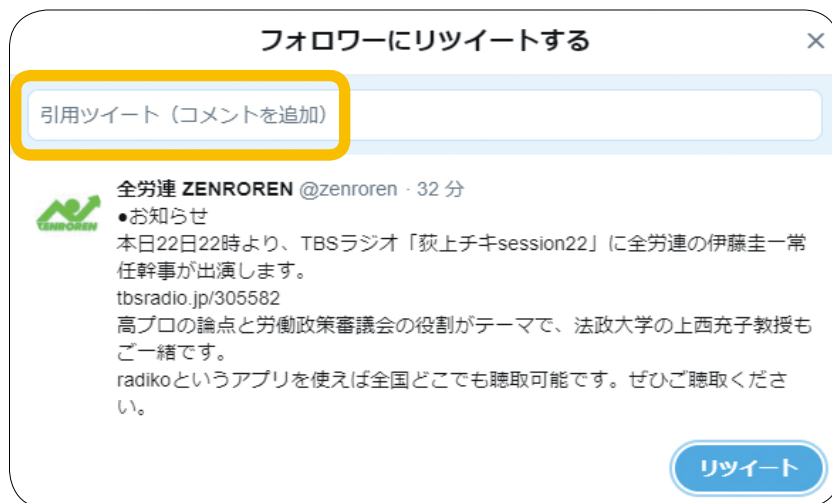 フォロワーにリツイートする
×
引用ツイート（コメントを追加）
全労連 ZENROREN @zenroren · 32 分
●お知らせ
本日22日22時より、TBSラジオ「荻上チキsession22」に全労連の伊藤圭一常
任幹事が出演します。
tbsradio.jp/305582
高プロの論点と労働政策審議会の役割がテーマで、法政大学の上西充子教授も
ご一緒です。
radikoというアプリを使えば全国どこでも聴取可能です。ぜひご聴取くださ
い。
ZENROREN
リツイート